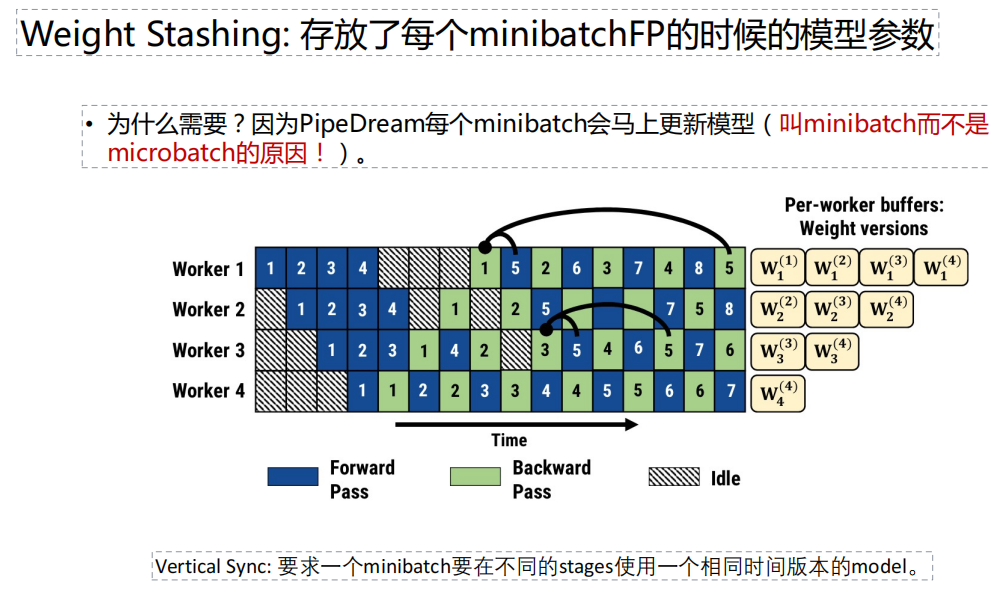 Weight Stashing: 存放了每个minibatchFP的时候的模型参数
• 为什么需要？因为PipeDream每个minibatch会马上更新模型（叫minibatch而不是
microbatch的原因！）。
Per-worker buffers:
Weight versions
Worker 1 1 2 3 4 1 5 2 6 3 7 4 8 5 W₁⁽¹⁾ W₁⁽²⁾ W₁⁽³⁾ W₁⁽⁴⁾
Worker 2 1 2 3 4 1 2 5 7 5 8 W₂⁽²⁾ W₂⁽³⁾ W₂⁽⁴⁾
Worker 3 1 2 3 1 4 2 3 5 4 6 5 7 6 W₃⁽³⁾ W₃⁽⁴⁾
Worker 4 1 1 2 2 3 3 4 4 5 5 6 6 7 W₄⁽⁴⁾
Time
Forward
Pass
Backward
Pass
Idle
Vertical Sync: 要求一个minibatch要在不同的stages使用一个相同时间版本的model。